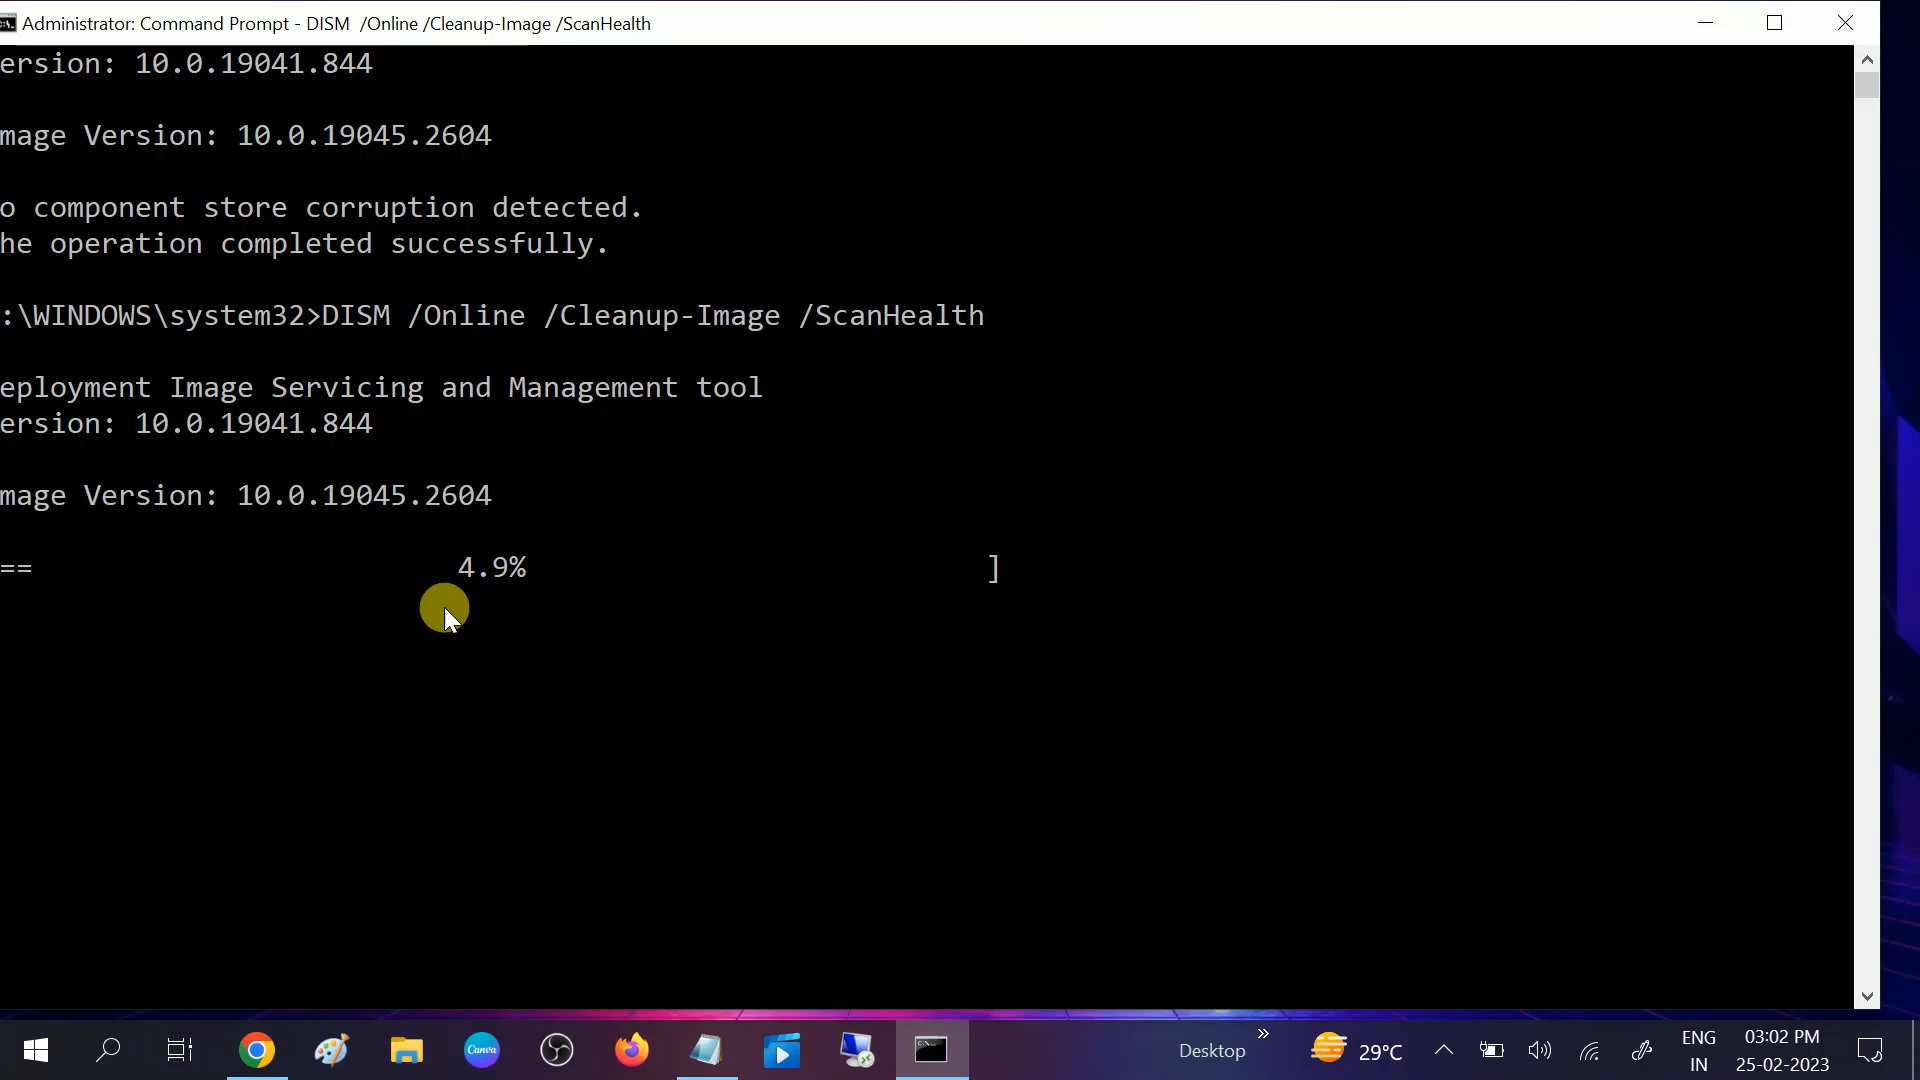 Administrator: Command Prompt - DISM  /Online /Cleanup-Image /ScanHealth
ersion: 10.0.19041.844
mage Version: 10.0.19045.2604
o component store corruption detected.
he operation completed successfully.
:\WINDOWS\system32>DISM /Online /Cleanup-Image /ScanHealth
eployment Image Servicing and Management tool
ersion: 10.0.19041.844
mage Version: 10.0.19045.2604
== 4.9% ]
Canva
Desktop
29°C
ENG
IN
03:02 PM
25-02-2023